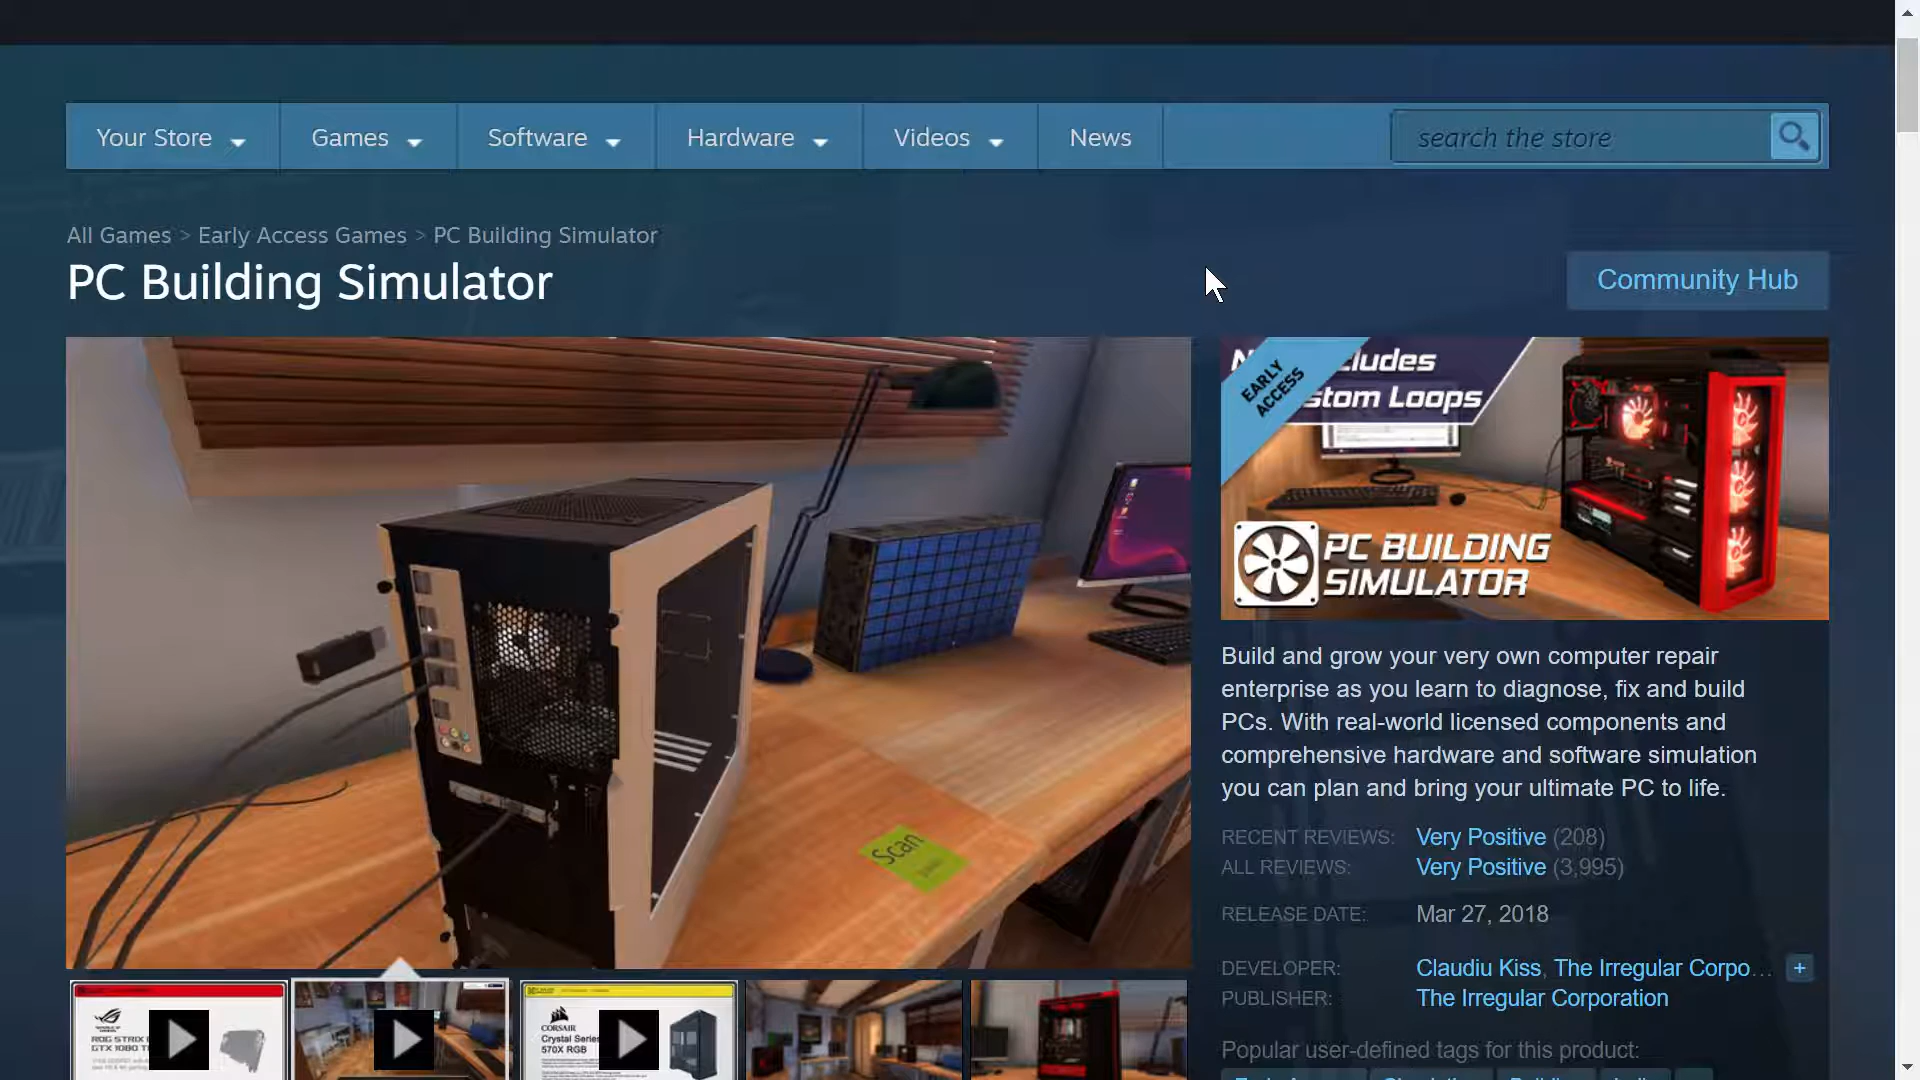 Your Store
Games
Software
Hardware
Videos
News
search the store
All Games > Early Access Games > PC Building Simulator
PC Building Simulator
Community Hub
EARLY
ACCESS
Loops
PC BUILDING
SIMULATOR
Scan
Build and grow your very own computer repair
enterprise as you learn to diagnose, fix and build
PCs. With real-world licensed components and
comprehensive hardware and software simulation
you can plan and bring your ultimate PC to life.
RECENT REVIEWS: Very Positive (208)
ALL REVIEWS: Very Positive (3,995)
RELEASE DATE: Mar 27, 2018
DEVELOPER: Claudiu Kiss, The Irregular Corpo... +
PUBLISHER: The Irregular Corporation
Popular user-defined tags for this product:
ROG STRIX
GTX 1080
CORSAIR
Crystal Series
570X RGB